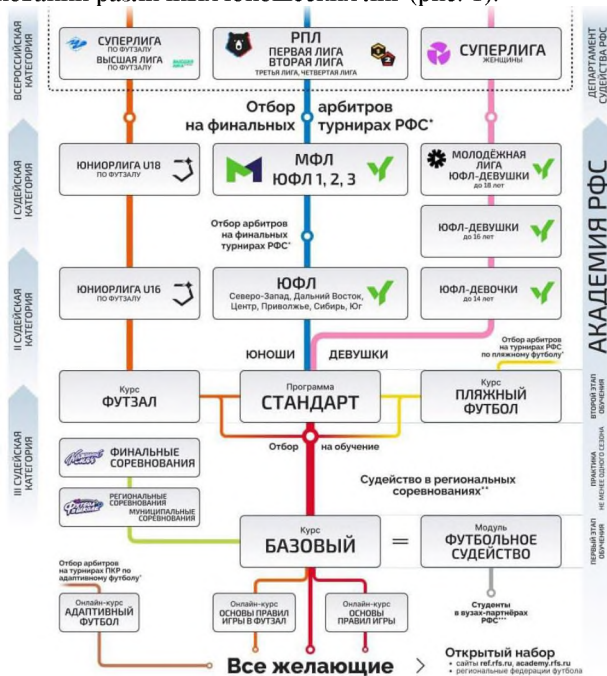 ВСЕРОССИЙСКАЯ
КАТЕГОРИЯ
СУПЕРЛИГА
ПО ФУТЗАЛУ
ВЫСШАЯ ЛИГА
ПО ФУТЗАЛУ
РПЛ
ПЕРВАЯ ЛИГА
ВТОРАЯ ЛИГА
ТРЕТЬЯ ЛИГА, ЧЕТВЕРТАЯ ЛИГА
СУПЕРЛИГА
ЖЕНЩИНЫ
ДЕПАРТАМЕНТ
СУДЕЙСТВА РФС
Отбор арбитров
на финальных турнирах РФС*
I СУДЕЙСКАЯ
КАТЕГОРИЯ
ЮНИОРЛИГА U18
ПО ФУТЗАЛУ
МФЛ
ЮФЛ 1, 2, 3
МОЛОДЁЖНАЯ
ЛИГА
ЮФЛ-ДЕВУШКИ
до 18 лет
Отбор арбитров
на финальных
турнирах РФС*
ЮФЛ-ДЕВУШКИ
до 16 лет
АКАДЕМИЯ РФС
II СУДЕЙСКАЯ
КАТЕГОРИЯ
ЮНИОРЛИГА U16
ПО ФУТЗАЛУ
ЮФЛ
Северо-Запад, Дальний Восток,
Центр, Приволжье, Сибирь, Юг
ЮФЛ-ДЕВОЧКИ
до 14 лет
ЮНОШИ
ДЕВУШКИ
Отбор арбитров
на турнирах РФС
по пляжному футболу*
III СУДЕЙСКАЯ
КАТЕГОРИЯ
Курс
ФУТЗАЛ
Программа
СТАНДАРТ
Курс
ПЛЯЖНЫЙ
ФУТБОЛ
ВТОРОЙ ЭТАП
ОБУЧЕНИЯ
Отбор на обучение
ФИНАЛЬНЫЕ
СОРЕВНОВАНИЯ
РЕГИОНАЛЬНЫЕ
СОРЕВНОВАНИЯ
МУНИЦИПАЛЬНЫЕ
СОРЕВНОВАНИЯ
Судейство в региональных
соревнованиях**
ПРАКТИКА
НЕ МЕНЕЕ ОДНОГО СЕЗОНА
Курс
БАЗОВЫЙ
=
Модуль
ФУТБОЛЬНОЕ
СУДЕЙСТВО
ПЕРВЫЙ ЭТАП
ОБУЧЕНИЯ
Отбор арбитров
на турнирах ПКР по
адаптивному футболу*
Онлайн-курс
АДАПТИВНЫЙ
ФУТБОЛ
Онлайн-курс
ОСНОВЫ ПРАВИЛ
ИГРЫ В ФУТЗАЛ
Онлайн-курс
ОСНОВЫ
ПРАВИЛ ИГРЫ
Студенты
в вузах-партнёрах
РФС***
Все желающие
Открытый набор
• сайты ref.rfs.ru, academy.rfs.ru
• региональные федерации футбола